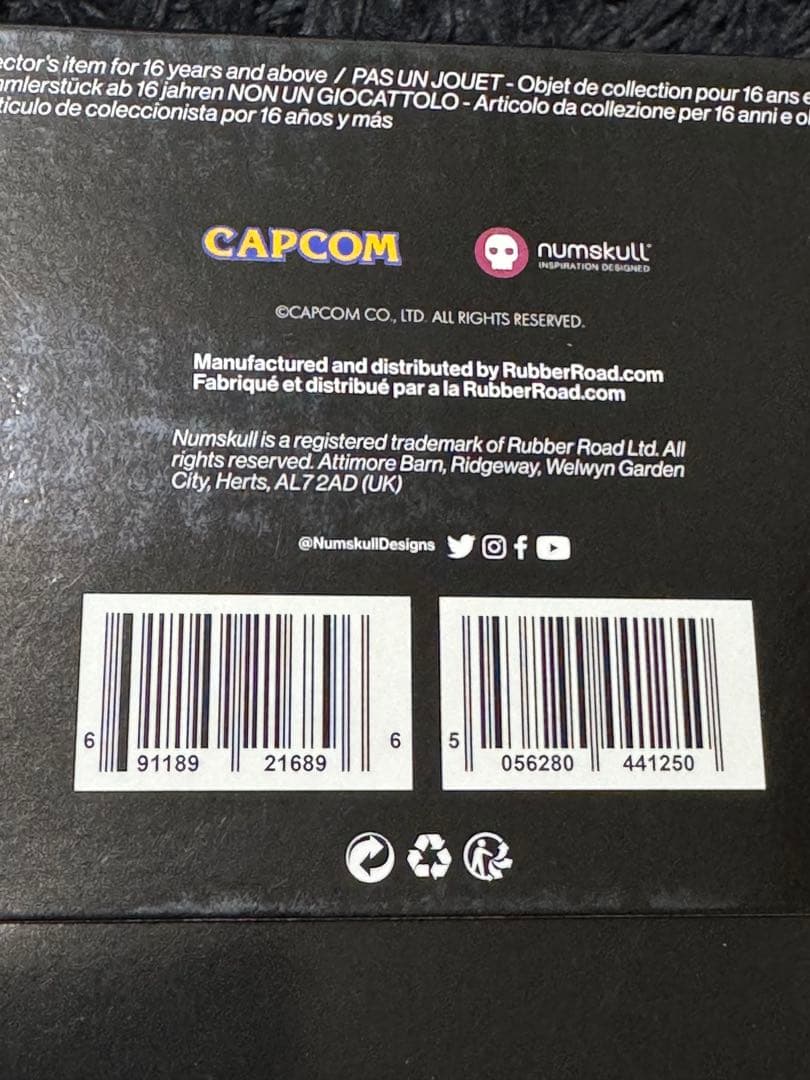 item for 16 years and above / PAS UN JOUET - Objet de collection pour 16 ans
ab 16 jahren NON UN GIOCATTOLO - Articolo da collezione per 16 anni e
de coleccionista por 16 años y más
CAPCOM
numskull
INSPIRATION DESIGNED
©CAPCOM CO., LTD. ALL RIGHTS RESERVED.
Manufactured and distributed by RubberRoad.com
Fabriqué et distribué par a la RubberRoad.com
Numskull is a registered trademark of Rubber Road Ltd. All
rights reserved. Attimore Barn, Ridgeway, Welwyn Garden
City, Herts, AL7 2AD (UK)
@NumskullDesigns
6 91189 21689 6
5 056280 441250